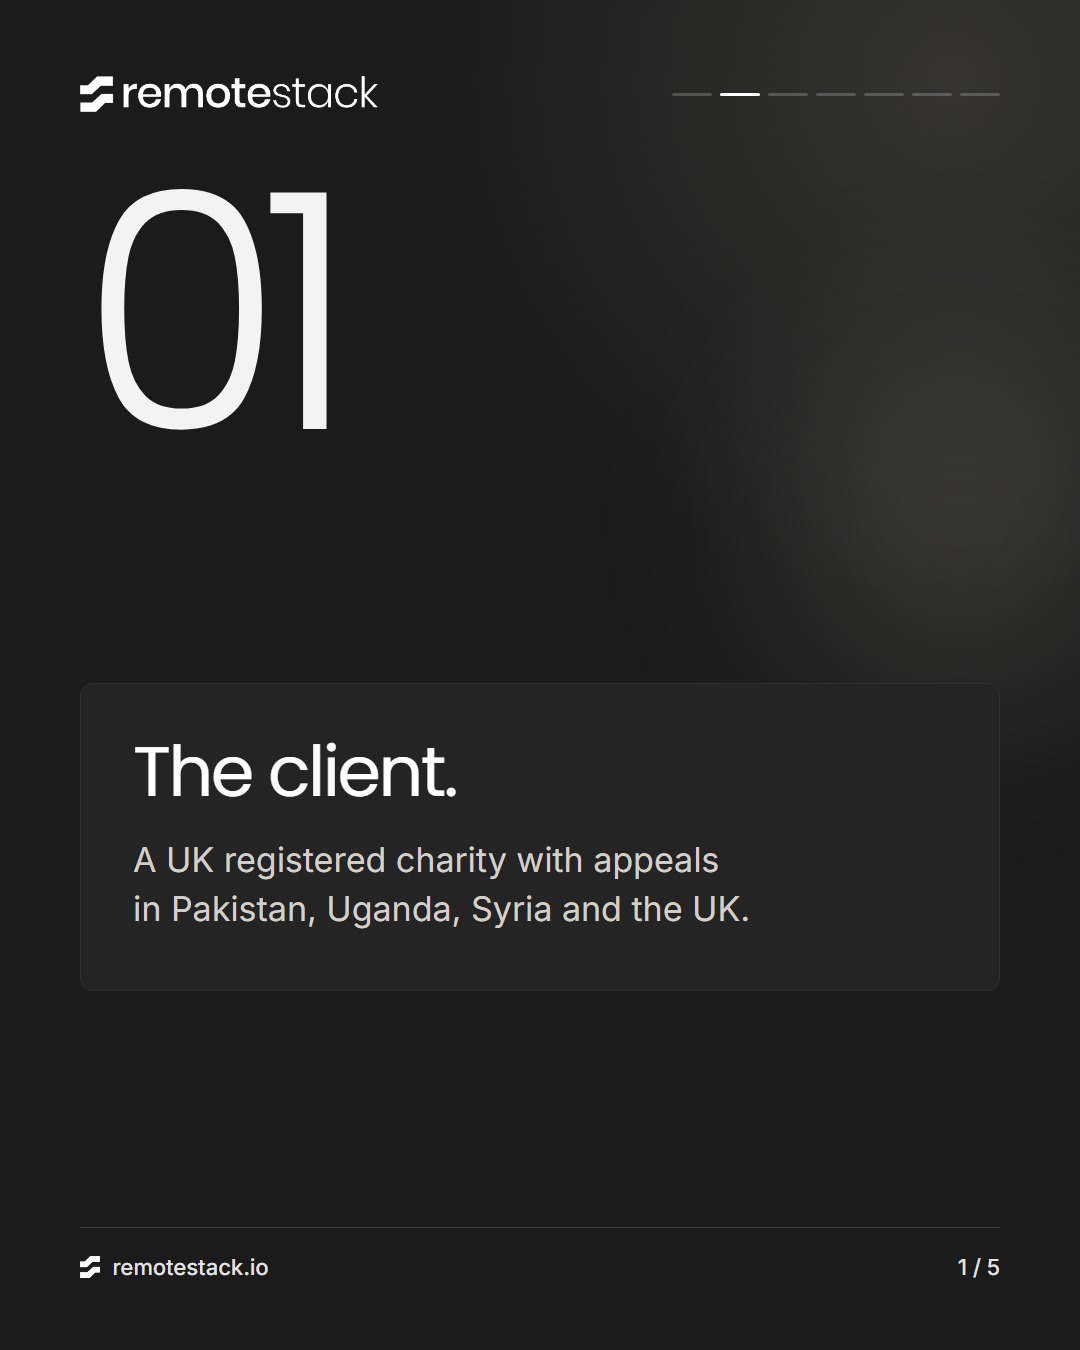 remotestack
01
The client.
A UK registered charity with appeals
in Pakistan, Uganda, Syria and the UK.
remotestack.io
1 / 5